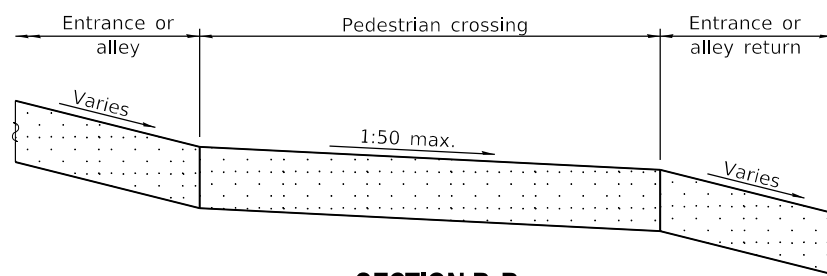 Entrance or
alley
Pedestrian crossing
Entrance or
alley return
Varies
1:50 max.
Varies